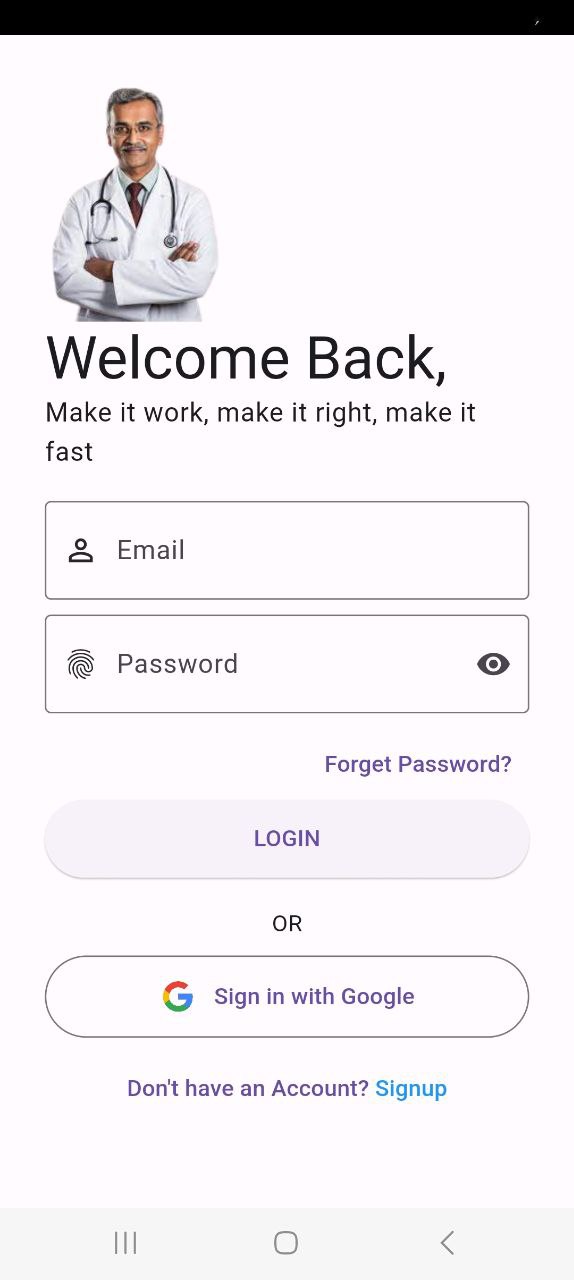 Welcome Back,
Make it work, make it right, make it
fast
Email
Password
Forget Password?
LOGIN
OR
Sign in with Google
Don't have an Account? Signup